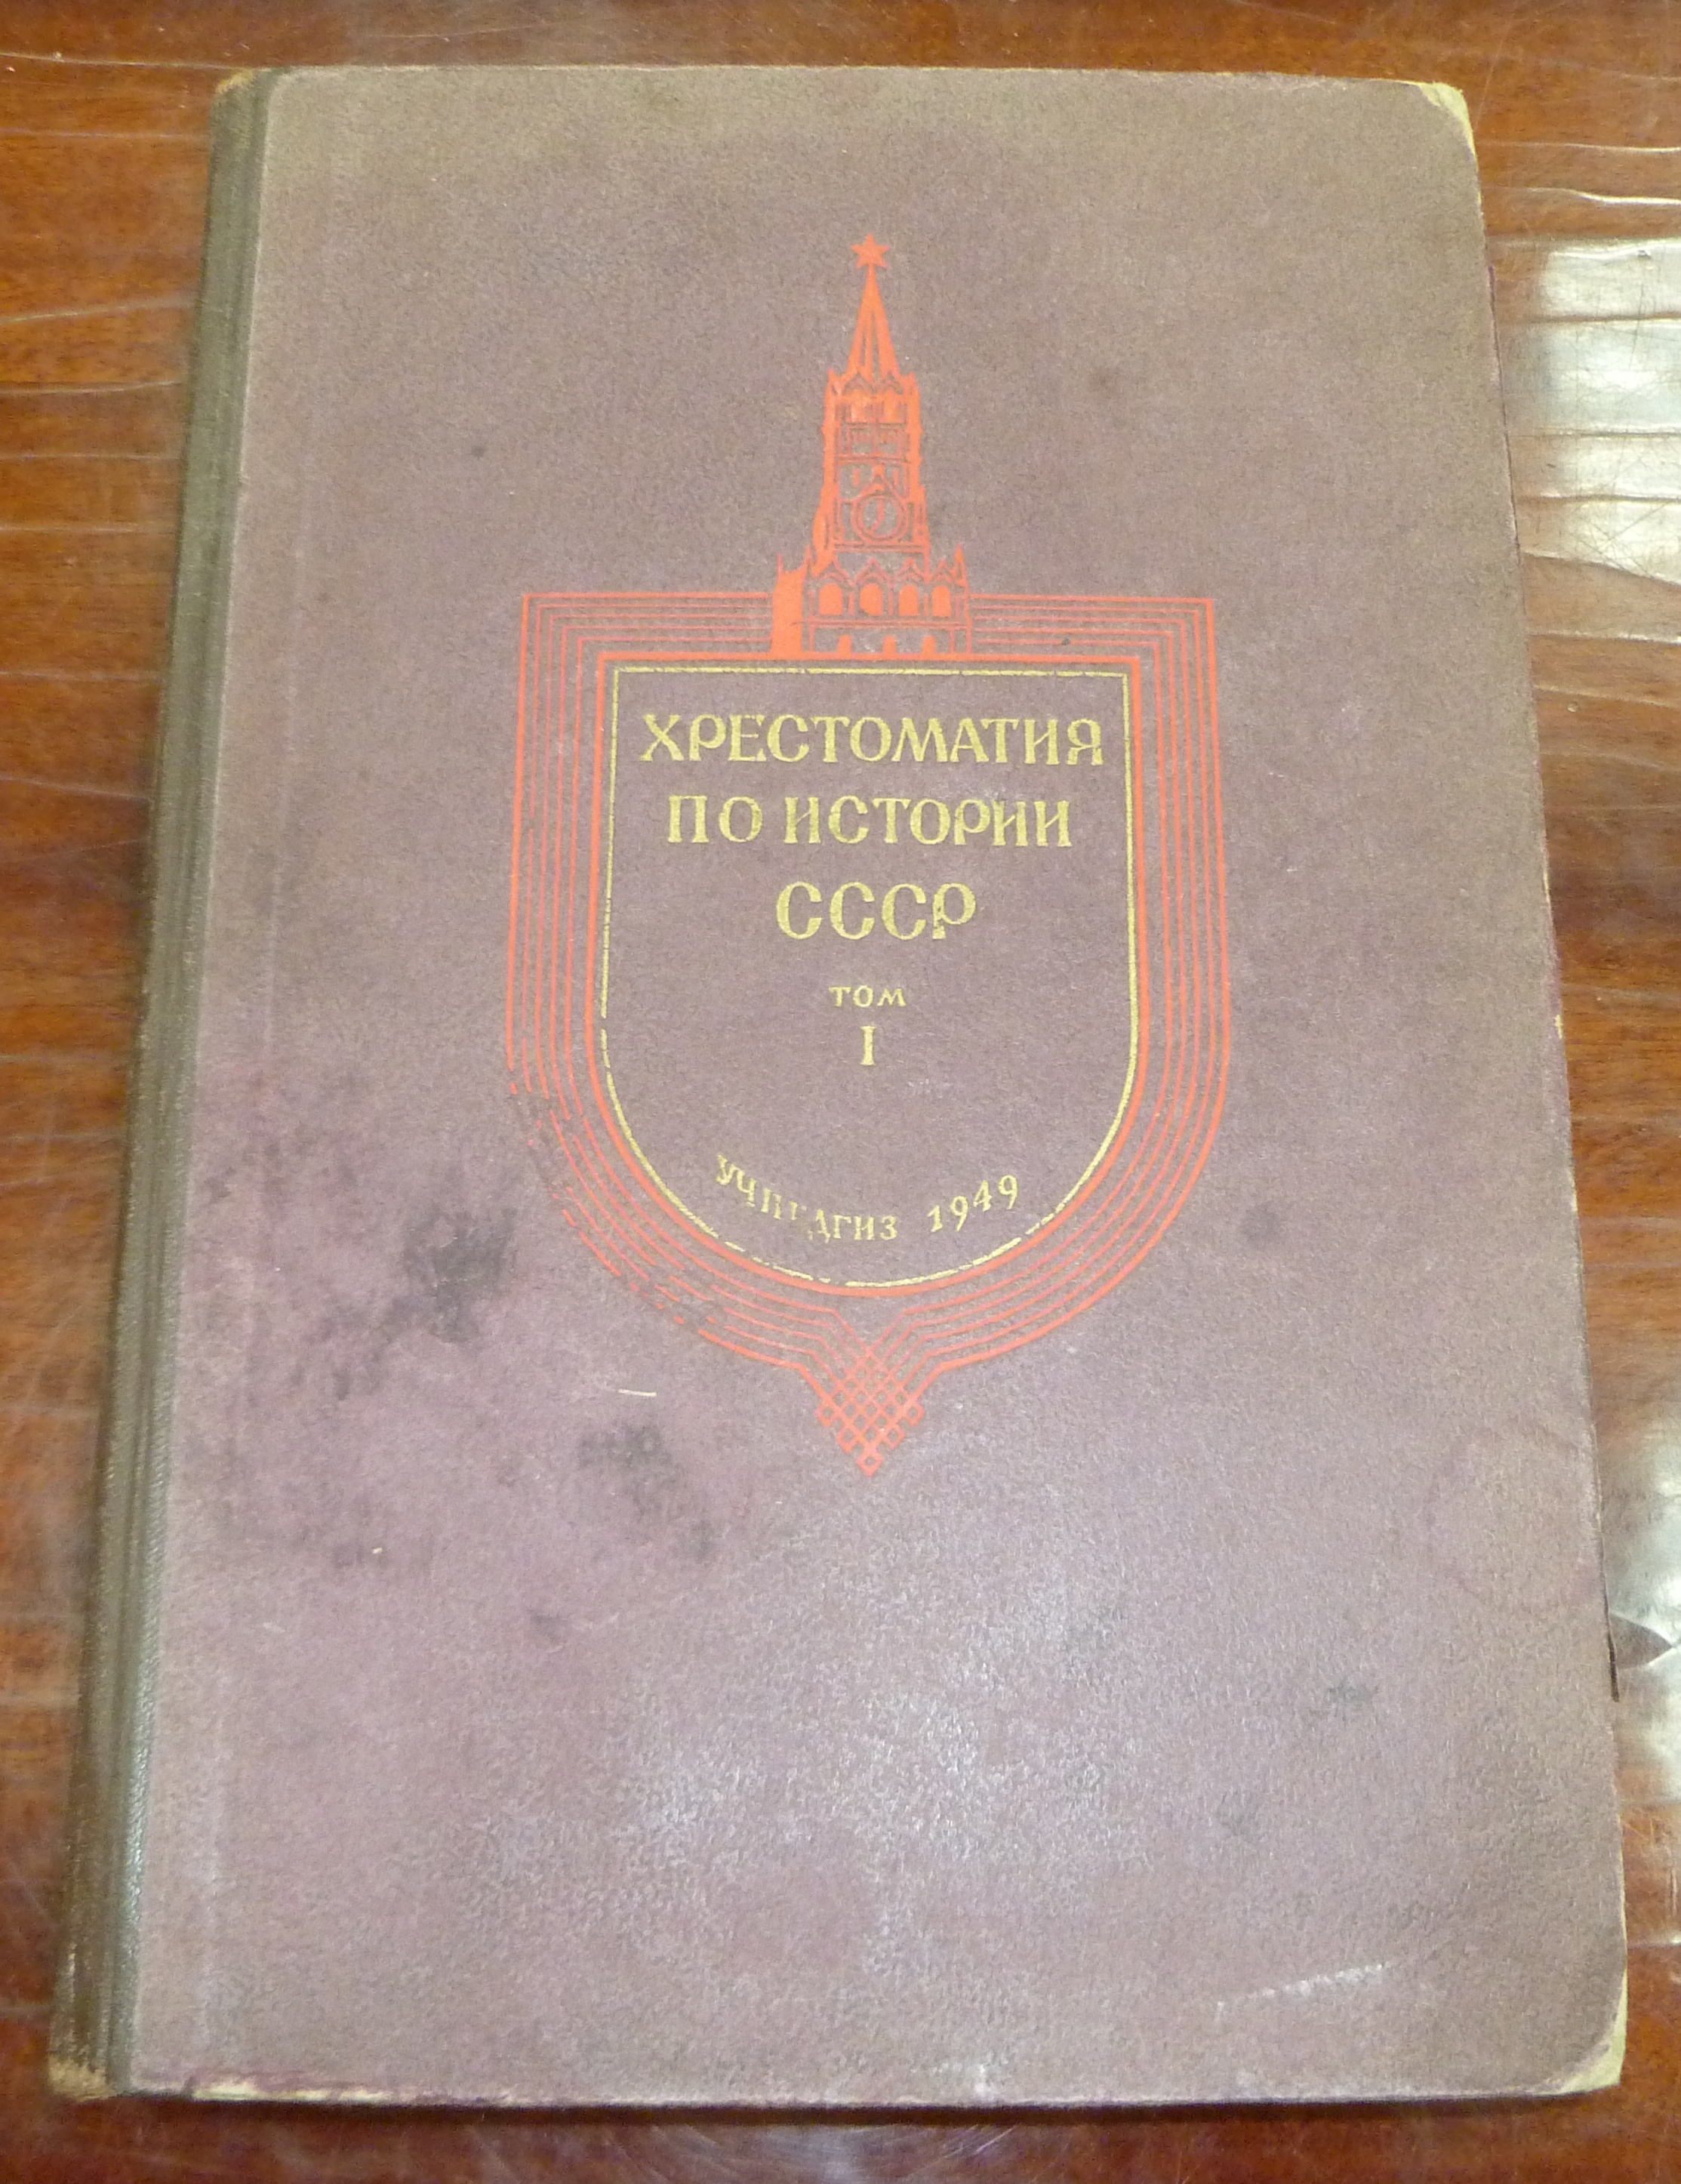 ХРЕСТОМАТИЯ
ПО ИСТОРИИ
СССР
ТОМ
I
УЧПЕДГИЗ 1949